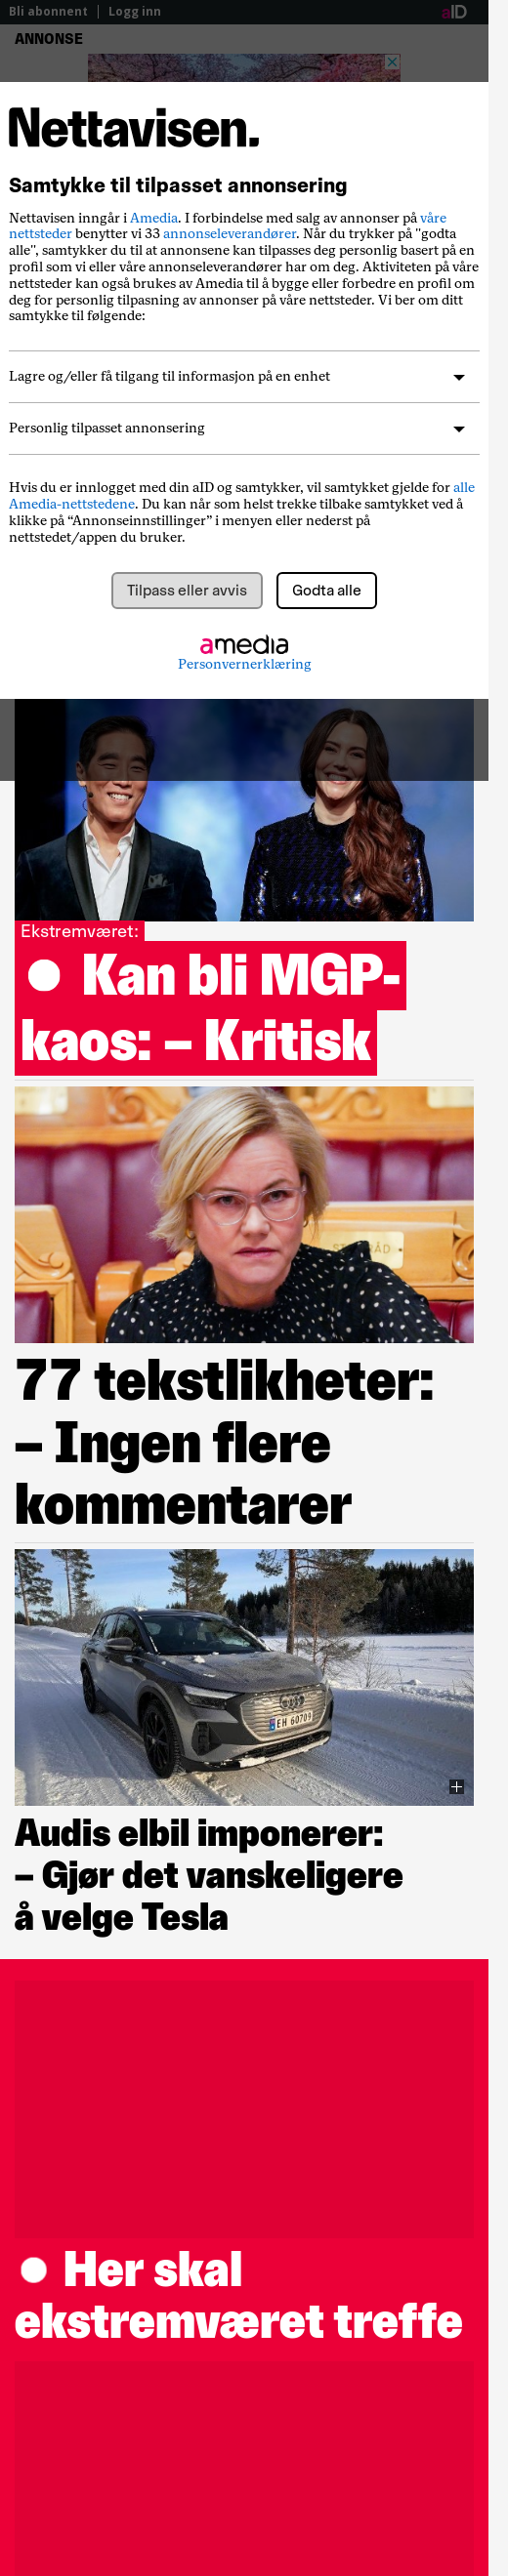 Bli abonnent | Logg inn
aID
ANNONSE
Nettavisen.
Samtykke til tilpasset annonsering
Nettavisen inngår i Amedia. I forbindelse med salg av annonser på våre
nettsteder benytter vi 33 annonseleverandører. Når du trykker på "godta
alle", samtykker du til at annonsene kan tilpasses deg personlig basert på en
profil som vi eller våre annonseleverandører har om deg. Aktiviteten på våre
nettsteder kan også brukes av Amedia til å bygge eller forbedre en profil om
deg for personlig tilpasning av annonser på våre nettsteder. Vi ber om ditt
samtykke til følgende:
Lagre og/eller få tilgang til informasjon på en enhet
Personlig tilpasset annonsering
Hvis du er innlogget med din aID og samtykker, vil samtykket gjelde for alle
Amedia-nettstedene. Du kan når som helst trekke tilbake samtykket ved å
klikke på “Annonseinnstillinger” i menyen eller nederst på
nettstedet/appen du bruker.
Tilpass eller avvis
Godta alle
amedia
Personvernerklæring
Ekstremværet:
● Kan bli MGP-
kaos: – Kritisk
77 tekstlikheter:
– Ingen flere
kommentarer
EH 60709
Audis elbil imponerer:
– Gjør det vanskeligere
å velge Tesla
● Her skal
ekstremværet treffe